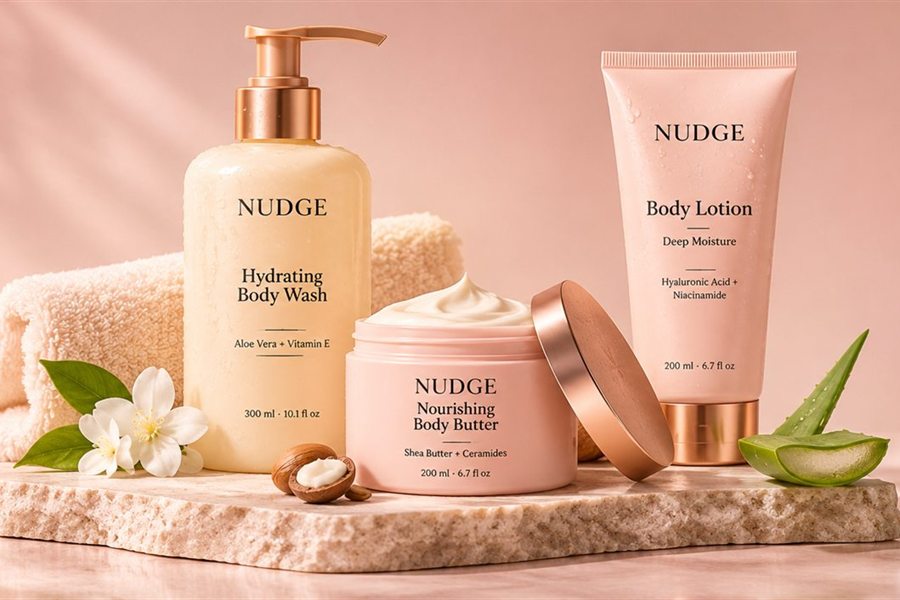 NUDGE
Hydrating
Body Wash
Aloe Vera + Vitamin E
300 ml · 10.1 fl oz
NUDGE
Nourishing
Body Butter
Shea Butter + Ceramides
200 ml · 6.7 fl oz
NUDGE
Body Lotion
Deep Moisture
Hyaluronic Acid +
Niacinamide
200 ml · 6.7 fl oz